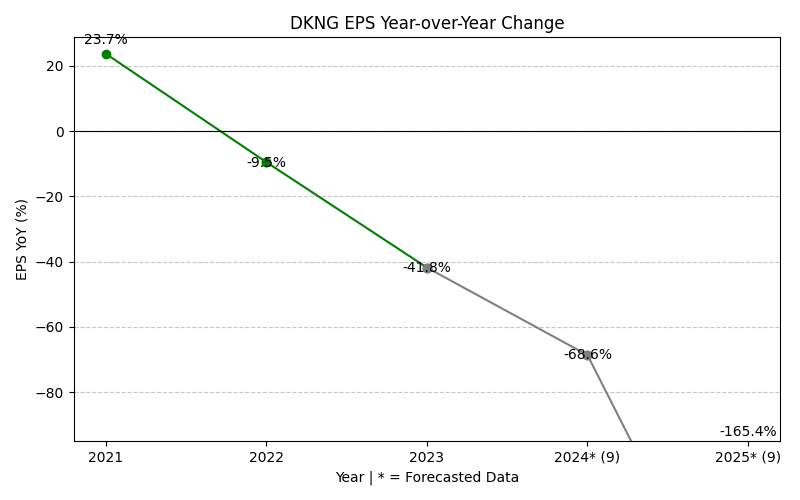 DKNG EPS Year-over-Year Change
23.7%
20
0
-9.5%
−20
EPS YoY (%)
−40
-41.8%
−60
-68.6%
−80
-165.4%
2021 2022 2023 2024* (9) 2025* (9)
Year | * = Forecasted Data